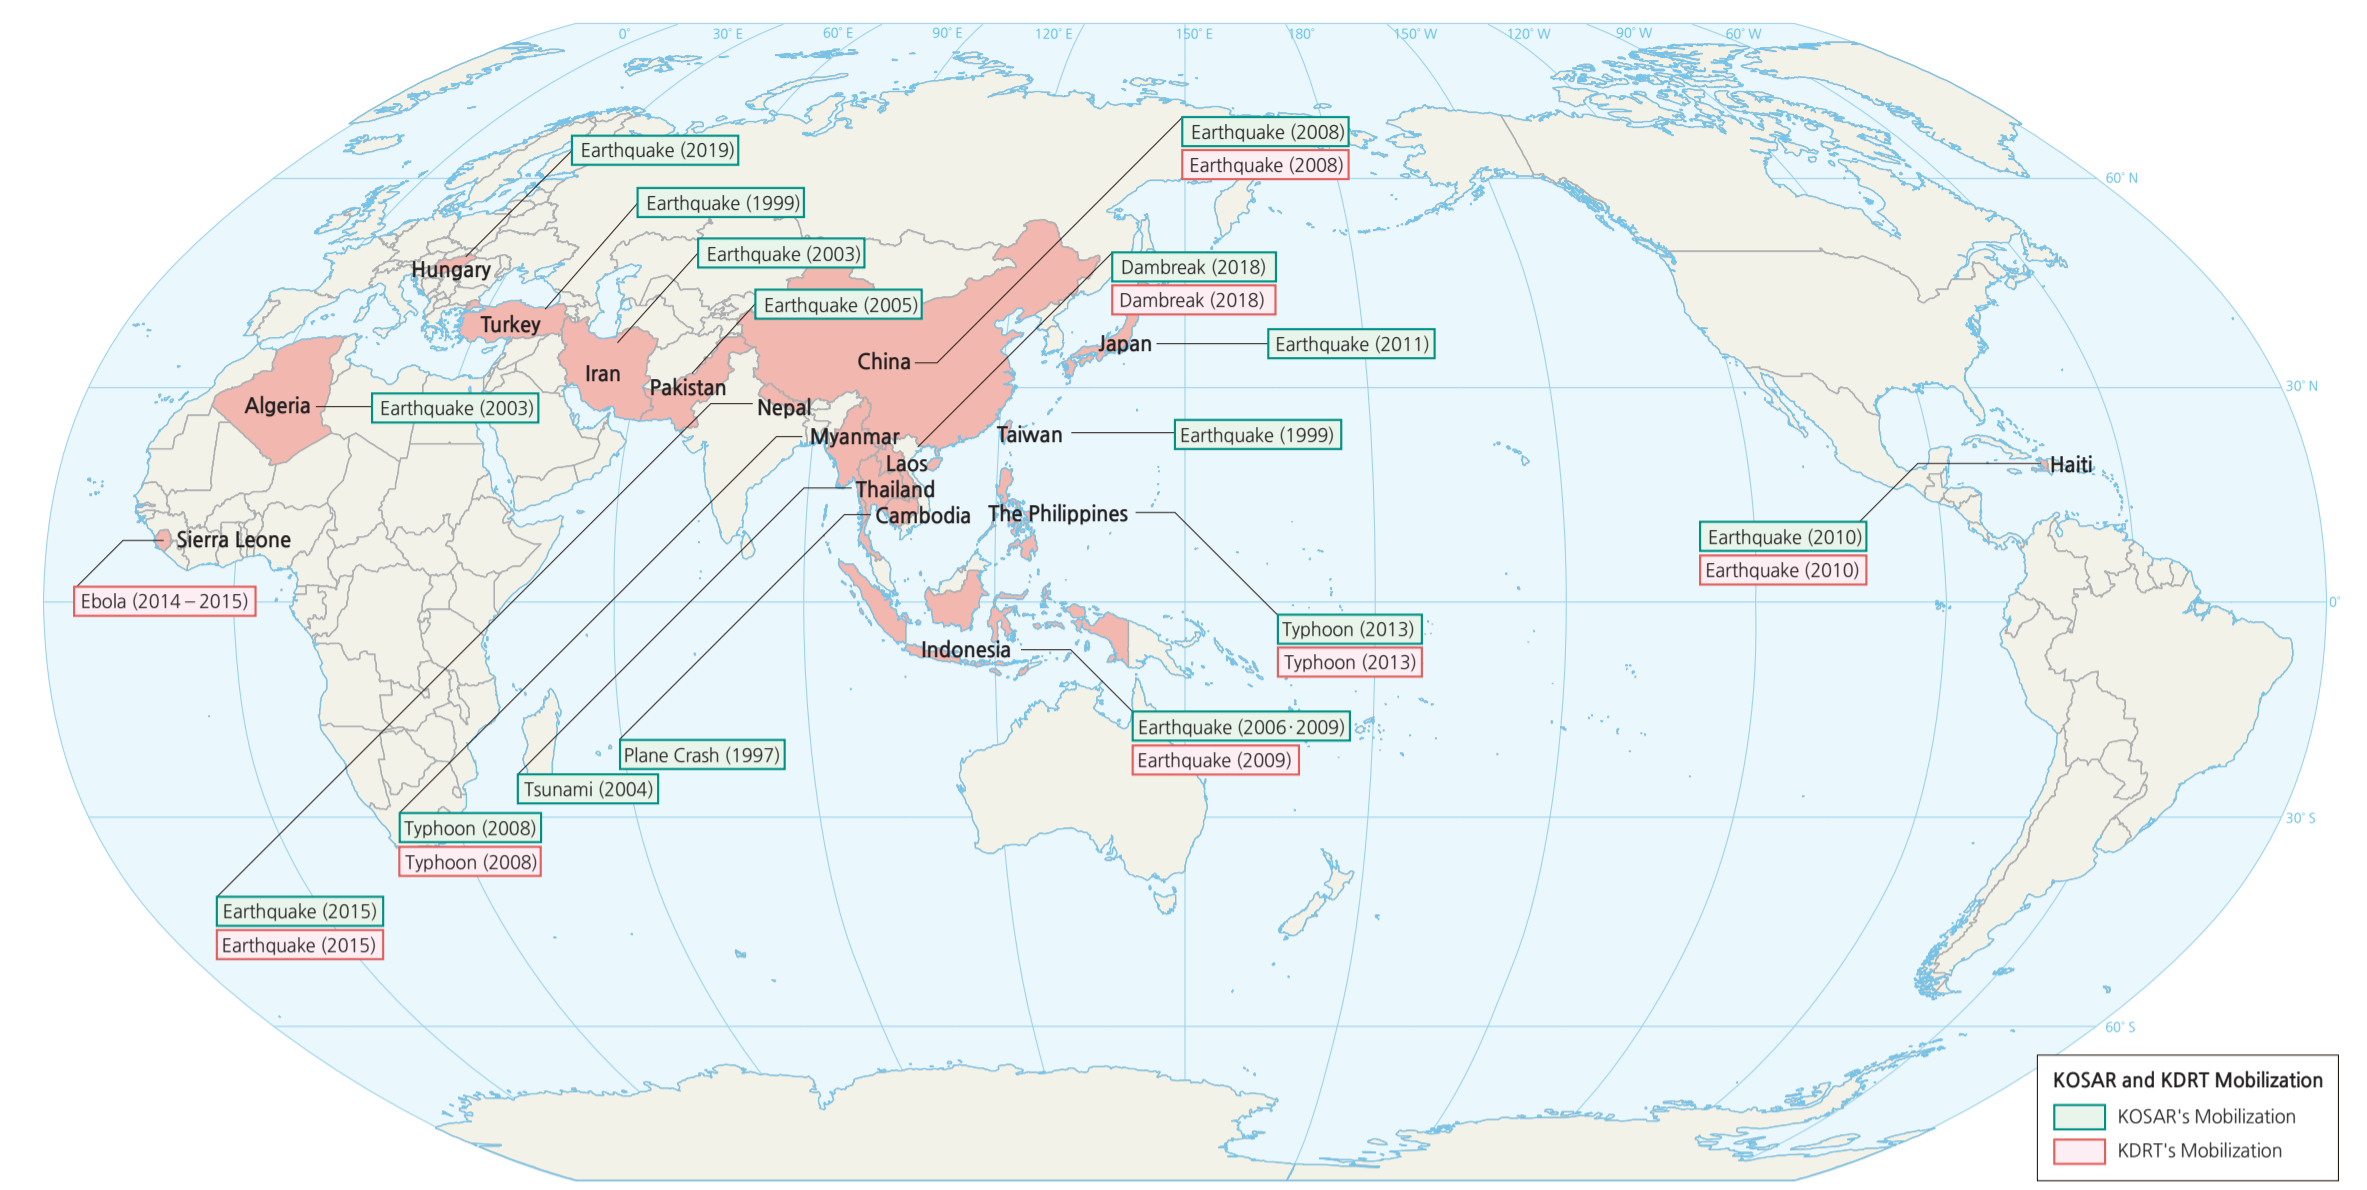 0°
30° E
60° E
90° E
120° E
150° E
180°
150° W
120° W
90° W
60° W
Earthquake (2008)
Earthquake (2008)
Earthquake (2019)
60° N
Earthquake (1999)
Earthquake (2003)
Dambreak (2018)
Dambreak (2018)
Hungary
Earthquake (2005)
Turkey
Japan
Earthquake (2011)
China
Iran
Pakistan
30° N
Algeria
Earthquake (2003)
Nepal
Myanmar
Taiwan
Earthquake (1999)
Laos
Haiti
Thailand
Cambodia
The Philippines
Sierra Leone
Earthquake (2010)
Earthquake (2010)
Ebola (2014 – 2015)
0°
Typhoon (2013)
Typhoon (2013)
Indonesia
Earthquake (2006·2009)
Earthquake (2009)
Plane Crash (1997)
Tsunami (2004)
30° S
Typhoon (2008)
Typhoon (2008)
Earthquake (2015)
Earthquake (2015)
60° S
KOSAR and KDRT Mobilization
KOSAR's Mobilization
KDRT's Mobilization